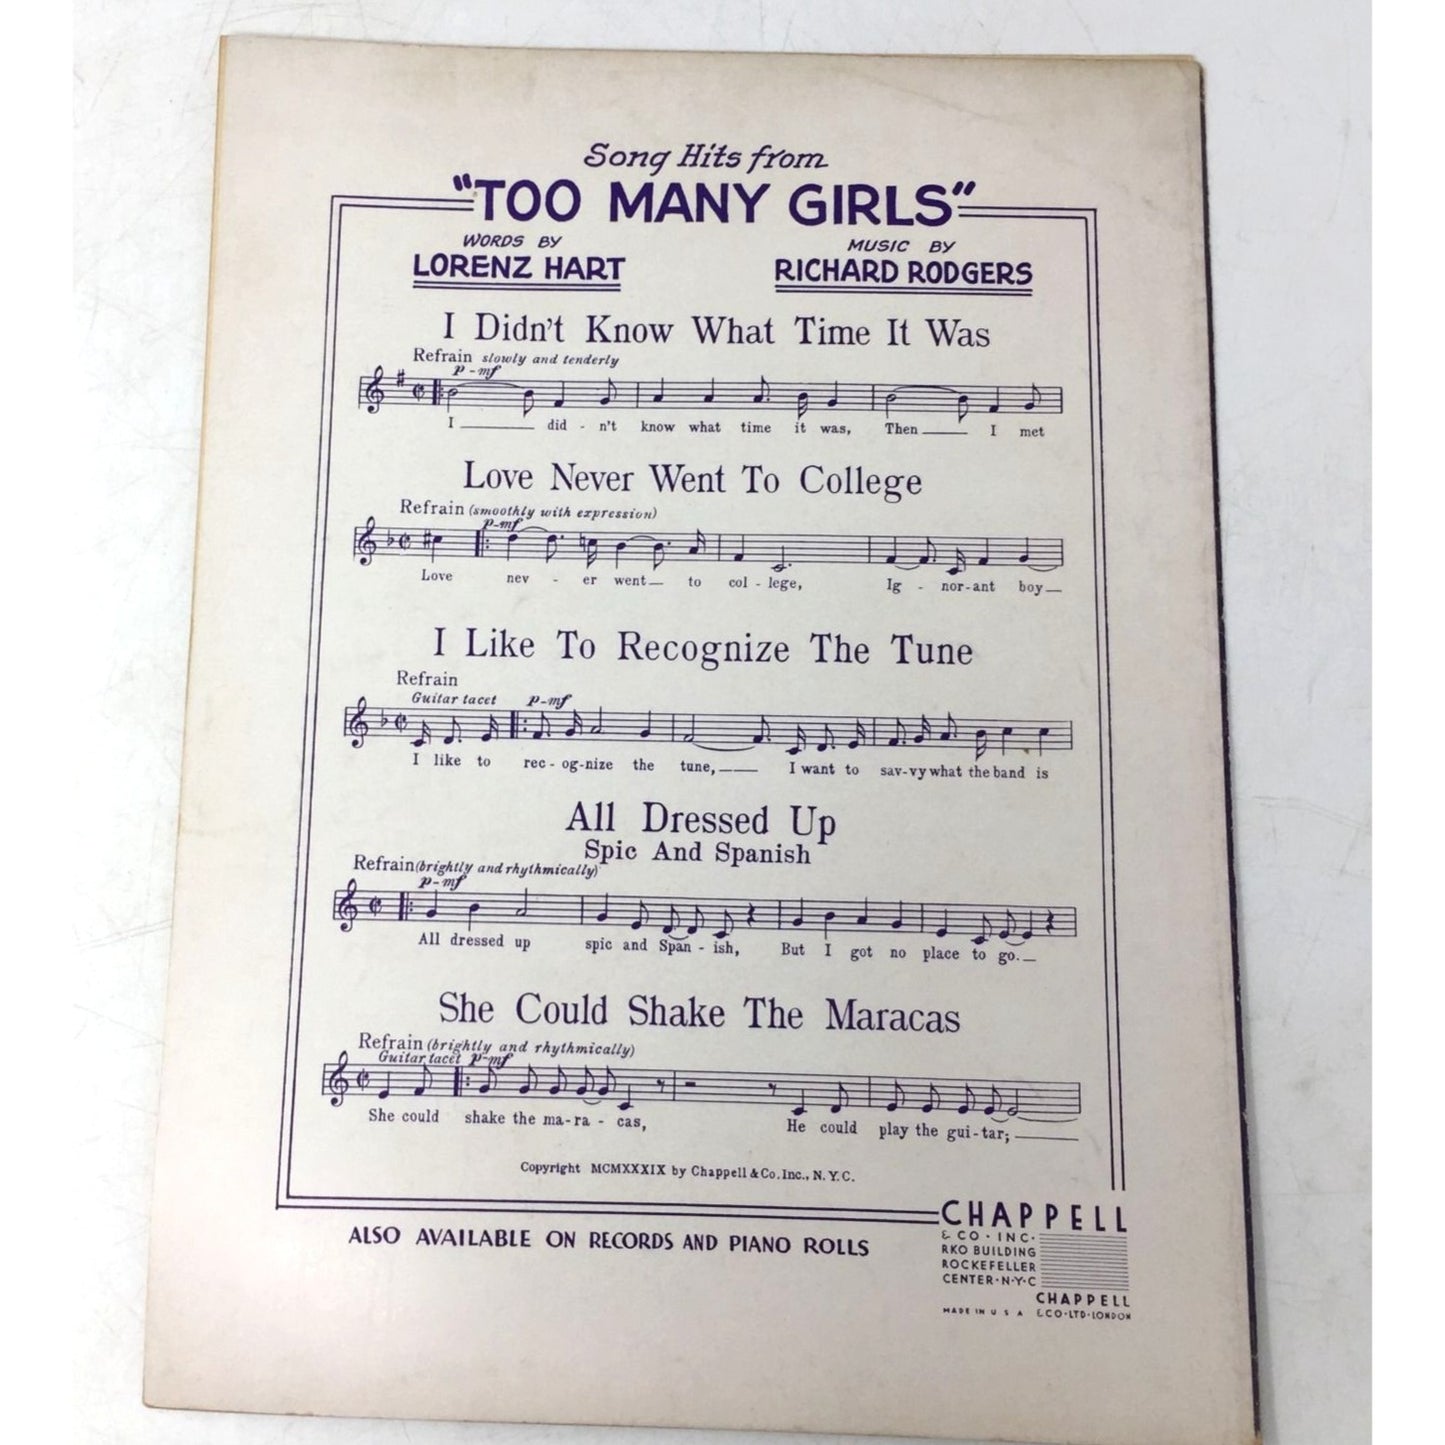 Song Hits from
"TOO MANY GIRLS"
WORDS BY
LORENZ HART
MUSIC BY
RICHARD RODGERS
I Didn't Know What Time It Was
Refrain slowly and tenderly
p-mf
I ____ did - n't know what time it was, Then ____ I met
Love Never Went To College
Refrain (smoothly with expression)
p-mf
Love nev - er went__ to col - lege, Ig - nor-ant boy__
I Like To Recognize The Tune
Refrain
Guitar tacet p-mf
I like to rec - og-nize the tune,____ I want to sav-vy what the band is
All Dressed Up
Spic And Spanish
Refrain (brightly and rhythmically)
p-mf
All dressed up spic and Span - ish, But I got no place to go.__
She Could Shake The Maracas
Refrain (brightly and rhythmically)
Guitar tacet p-mf
She could shake the ma-ra - cas, He could play the gui-tar; ____
Copyright MCMXXXIX by Chappell & Co. Inc., N. Y. C.
ALSO AVAILABLE ON RECORDS AND PIANO ROLLS
CHAPPELL
& CO · INC ·
RKO BUILDING
ROCKEFELLER
CENTER · N·Y·C
CHAPPELL
MADE IN U S A & CO · LTD · LONDON